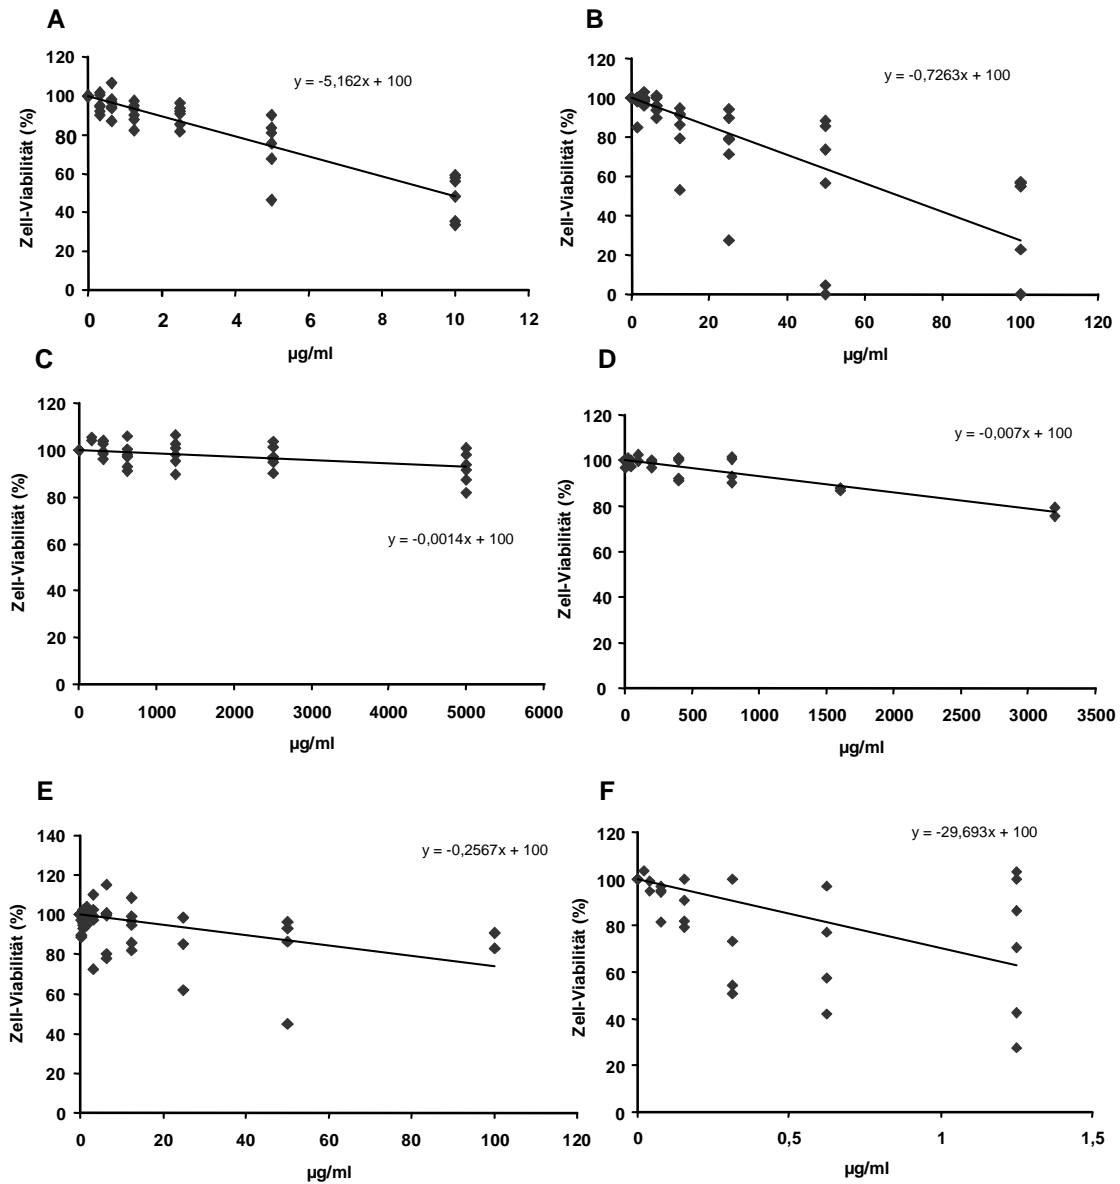 A
y = -5,162x + 100
Zell-Viabilität (%)
120
100
80
60
40
20
0
0 2 4 6 8 10 12
µg/ml
B
y = -0,7263x + 100
Zell-Viabilität (%)
120
100
80
60
40
20
0
0 20 40 60 80 100 120
µg/ml
C
y = -0,0014x + 100
Zell-Viabilität (%)
120
100
80
60
40
20
0
0 1000 2000 3000 4000 5000 6000
µg/ml
D
y = -0,007x + 100
Zell-Viabilität (%)
120
100
80
60
40
20
0
0 500 1000 1500 2000 2500 3000 3500
µg/ml
E
y = -0,2567x + 100
Zell-Viabilität (%)
140
120
100
80
60
40
20
0
0 20 40 60 80 100 120
µg/ml
F
y = -29,693x + 100
Zell-Viabilität (%)
120
100
80
60
40
20
0
0 0,5 1 1,5
µg/ml